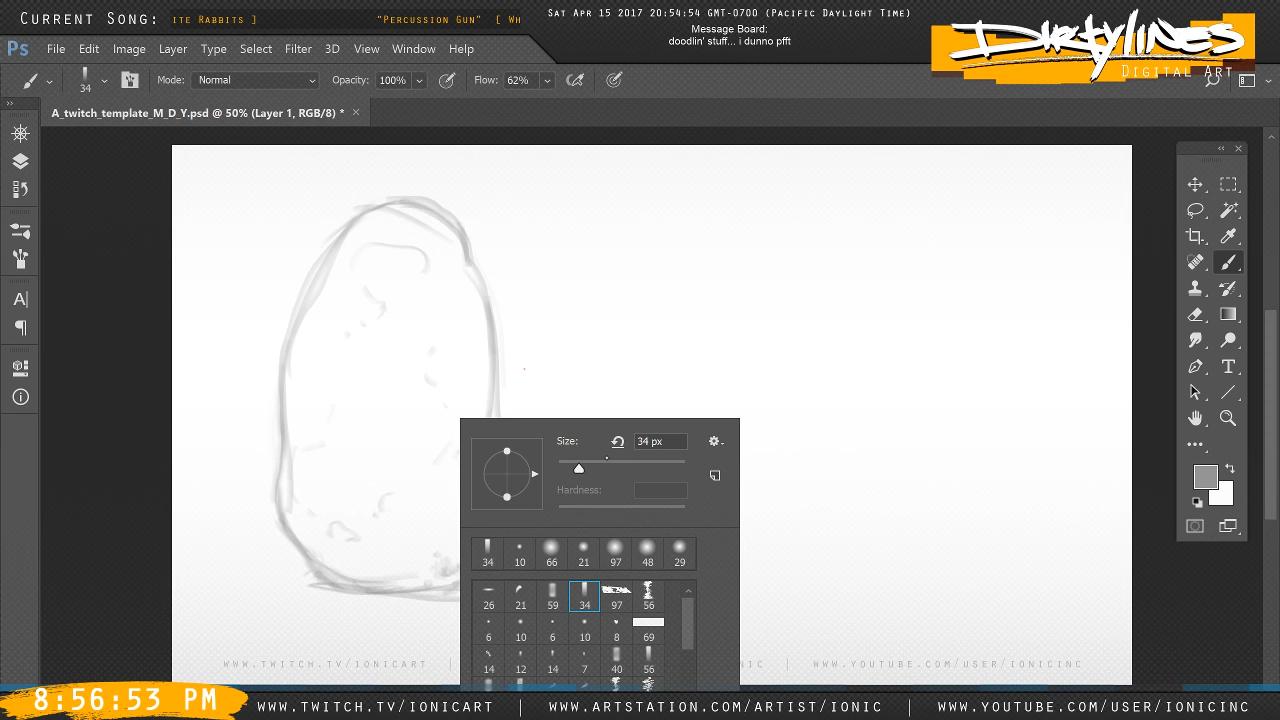 Current Song:
ite Rabbits ]
"Percussion Gun" [ Wh
Sat Apr 15 2017 20:54:54 GMT-0700 (Pacific Daylight Time)
Message Board:
doodlin' stuff... i dunno pfft
Dirtylines
Digital Art
Ps File Edit Image Layer Type Select Filter 3D View Window Help
34 Mode: Normal Opacity: 100% Flow: 62%
A_twitch_template_M_D_Y.psd @ 50% (Layer 1, RGB/8) * ×
Size: 34 px
Hardness:
34 10 66 21 97 48 29
26 21 59 34 97 56
6 10 6 10 8 69
14 12 14 7 40 56
www.twitch.tv/ionicart | nic | www.youtube.com/user/ionicinc
8:56:53 PM
www.twitch.tv/ionicart | www.artstation.com/artist/ionic | www.youtube.com/user/ionicinc